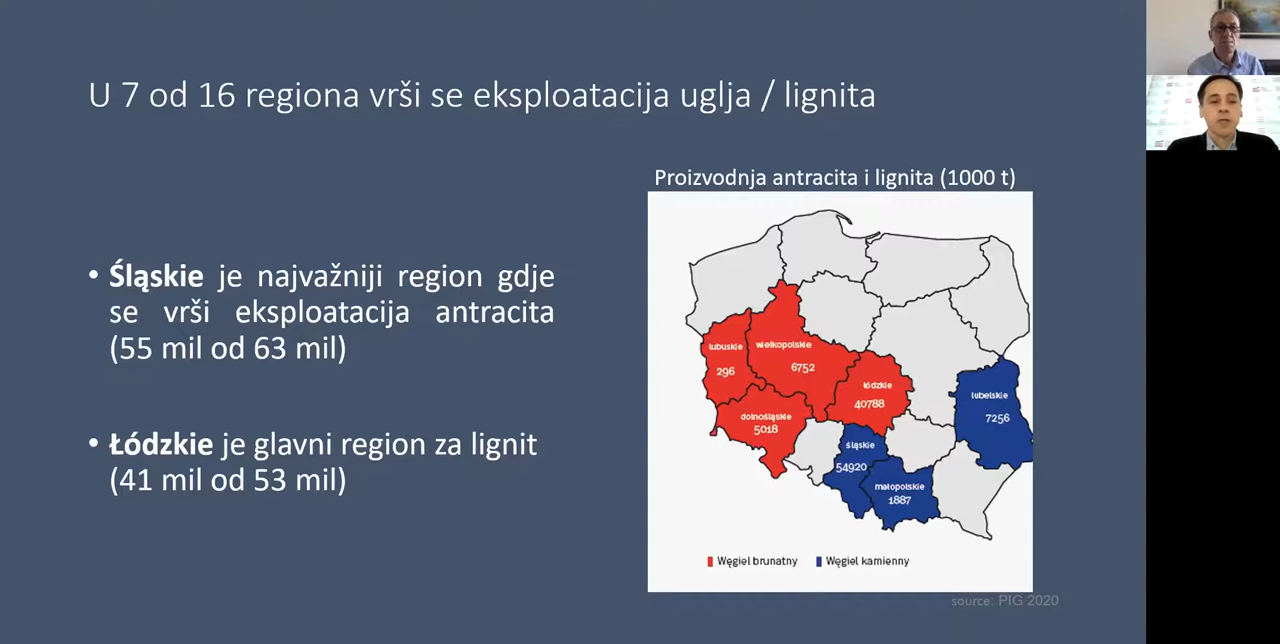 U 7 od 16 regiona vrši se eksploatacija uglja / lignita
• Śląskie je najvažniji region gdje
se vrši eksploatacija antracita
(55 mil od 63 mil)
• Łódzkie je glavni region za lignit
(41 mil od 53 mil)
Proizvodnja antracita i lignita (1000 t)
lubuskie
296
wielkopolskie
6752
łódzkie
40788
dolnośląskie
5018
lubelskie
7256
śląskie
54920
małopolskie
1887
Węgiel brunatny
Węgiel kamienny
source: PIG 2020